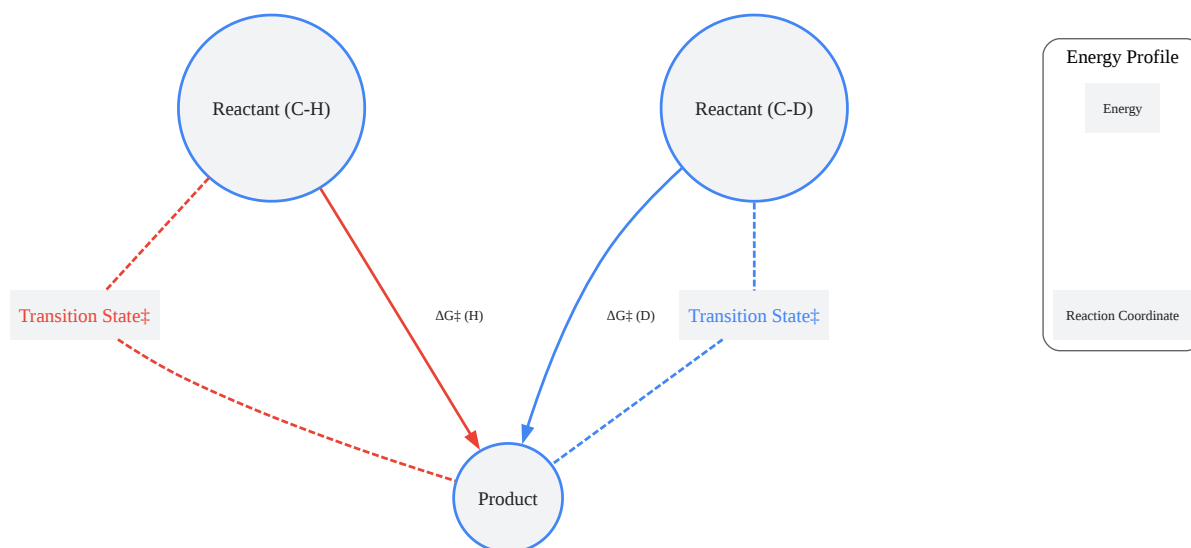 Reactant (C-H)
Reactant (C-D)
Energy Profile
Energy
Transition State‡
ΔG‡ (H)
ΔG‡ (D)
Transition State‡
Reaction Coordinate
Product